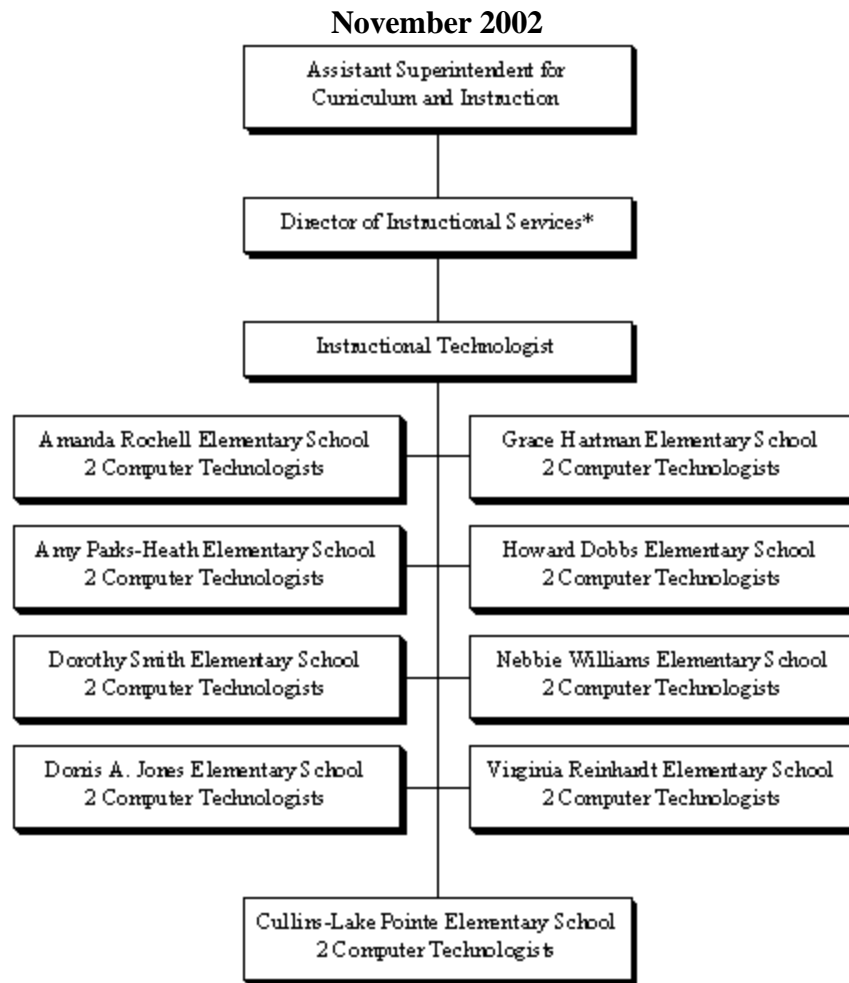 November 2002
Assistant Superintendent for
Curriculum and Instruction
Director of Instructional Services*
Instructional Technologist
Amanda Rochell Elementary School
2 Computer Technologists
Grace Hartman Elementary School
2 Computer Technologists
Amy Parks-Heath Elementary School
2 Computer Technologists
Howard Dobbs Elementary School
2 Computer Technologists
Dorothy Smith Elementary School
2 Computer Technologists
Nebbie Williams Elementary School
2 Computer Technologists
Dorris A. Jones Elementary School
2 Computer Technologists
Virginia Reinhardt Elementary School
2 Computer Technologists
Cullins-Lake Pointe Elementary School
2 Computer Technologists